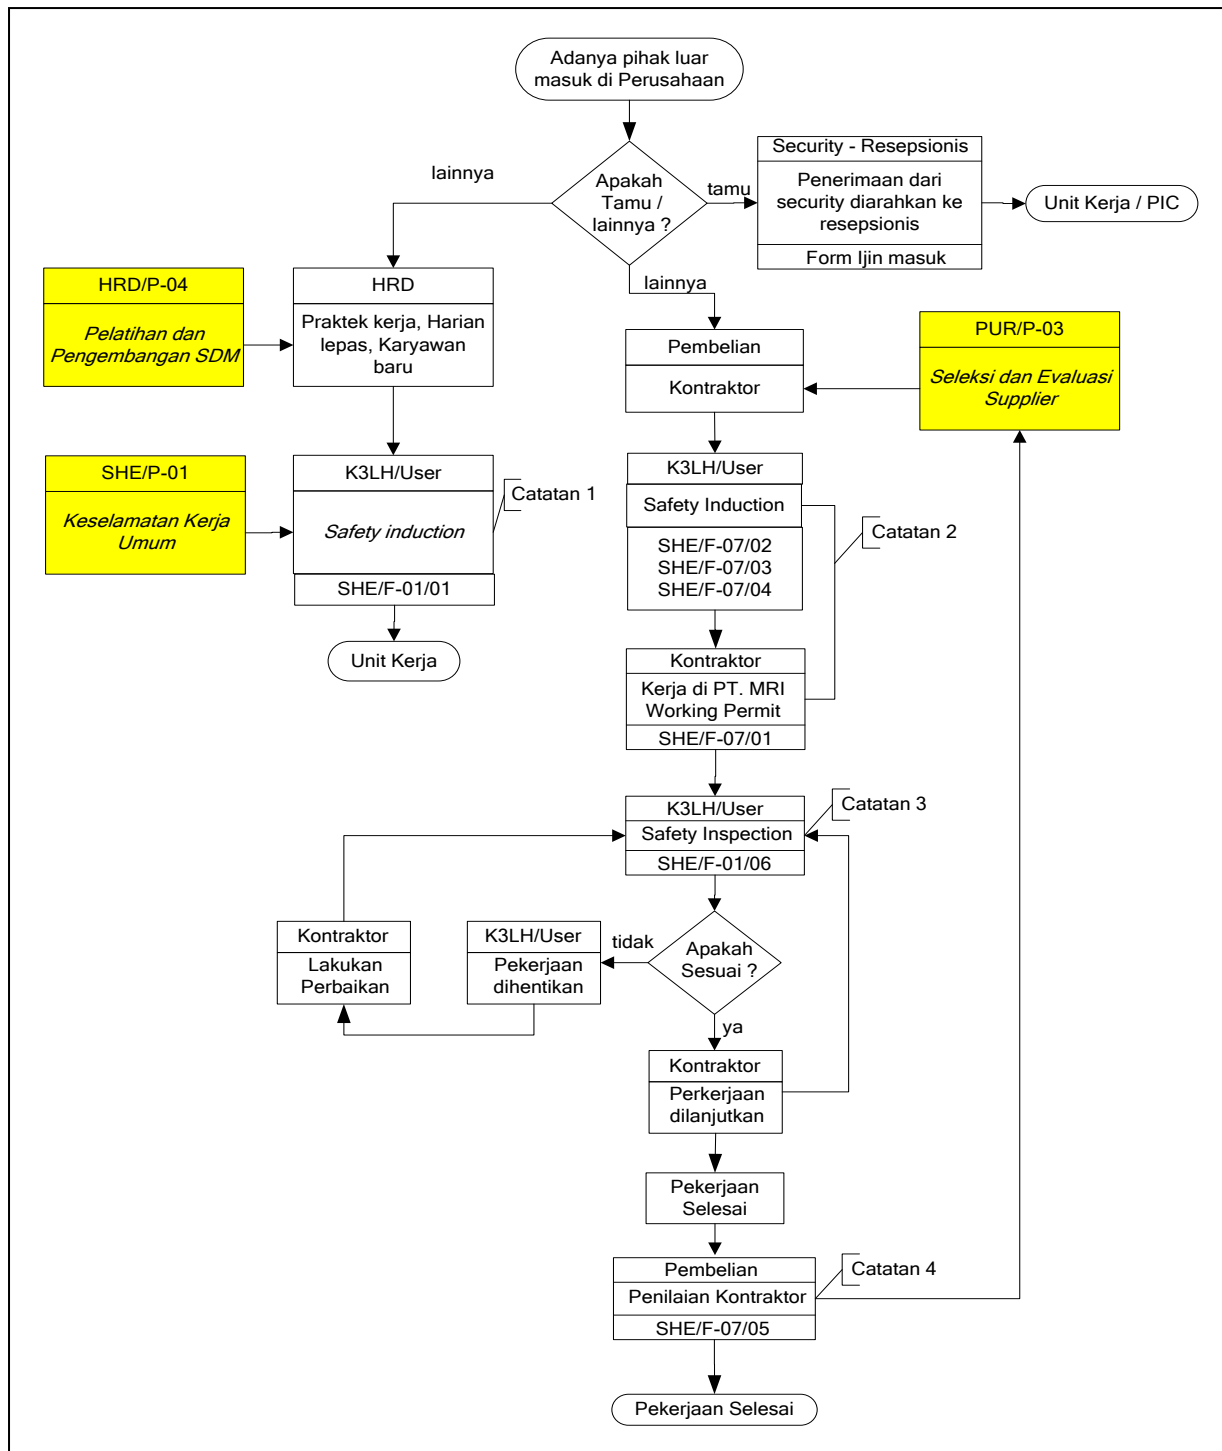 Adanya pihak luar
masuk di Perusahaan
Apakah
Tamu /
lainnya ?
lainnya
tamu
lainnya
Security - Resepsionis
Penerimaan dari
security diarahkan ke
resepsionis
Form Ijin masuk
Unit Kerja / PIC
HRD/P-04
Pelatihan dan
Pengembangan SDM
HRD
Praktek kerja, Harian
lepas, Karyawan
baru
SHE/P-01
Keselamatan Kerja
Umum
K3LH/User
Safety induction
SHE/F-01/01
Catatan 1
Unit Kerja
Pembelian
Kontraktor
PUR/P-03
Seleksi dan Evaluasi
Supplier
K3LH/User
Safety Induction
SHE/F-07/02
SHE/F-07/03
SHE/F-07/04
Catatan 2
Kontraktor
Kerja di PT. MRI
Working Permit
SHE/F-07/01
K3LH/User
Safety Inspection
SHE/F-01/06
Catatan 3
Apakah
Sesuai ?
tidak
ya
K3LH/User
Pekerjaan
dihentikan
Kontraktor
Lakukan
Perbaikan
Kontraktor
Perkerjaan
dilanjutkan
Pekerjaan
Selesai
Pembelian
Penilaian Kontraktor
SHE/F-07/05
Catatan 4
Pekerjaan Selesai